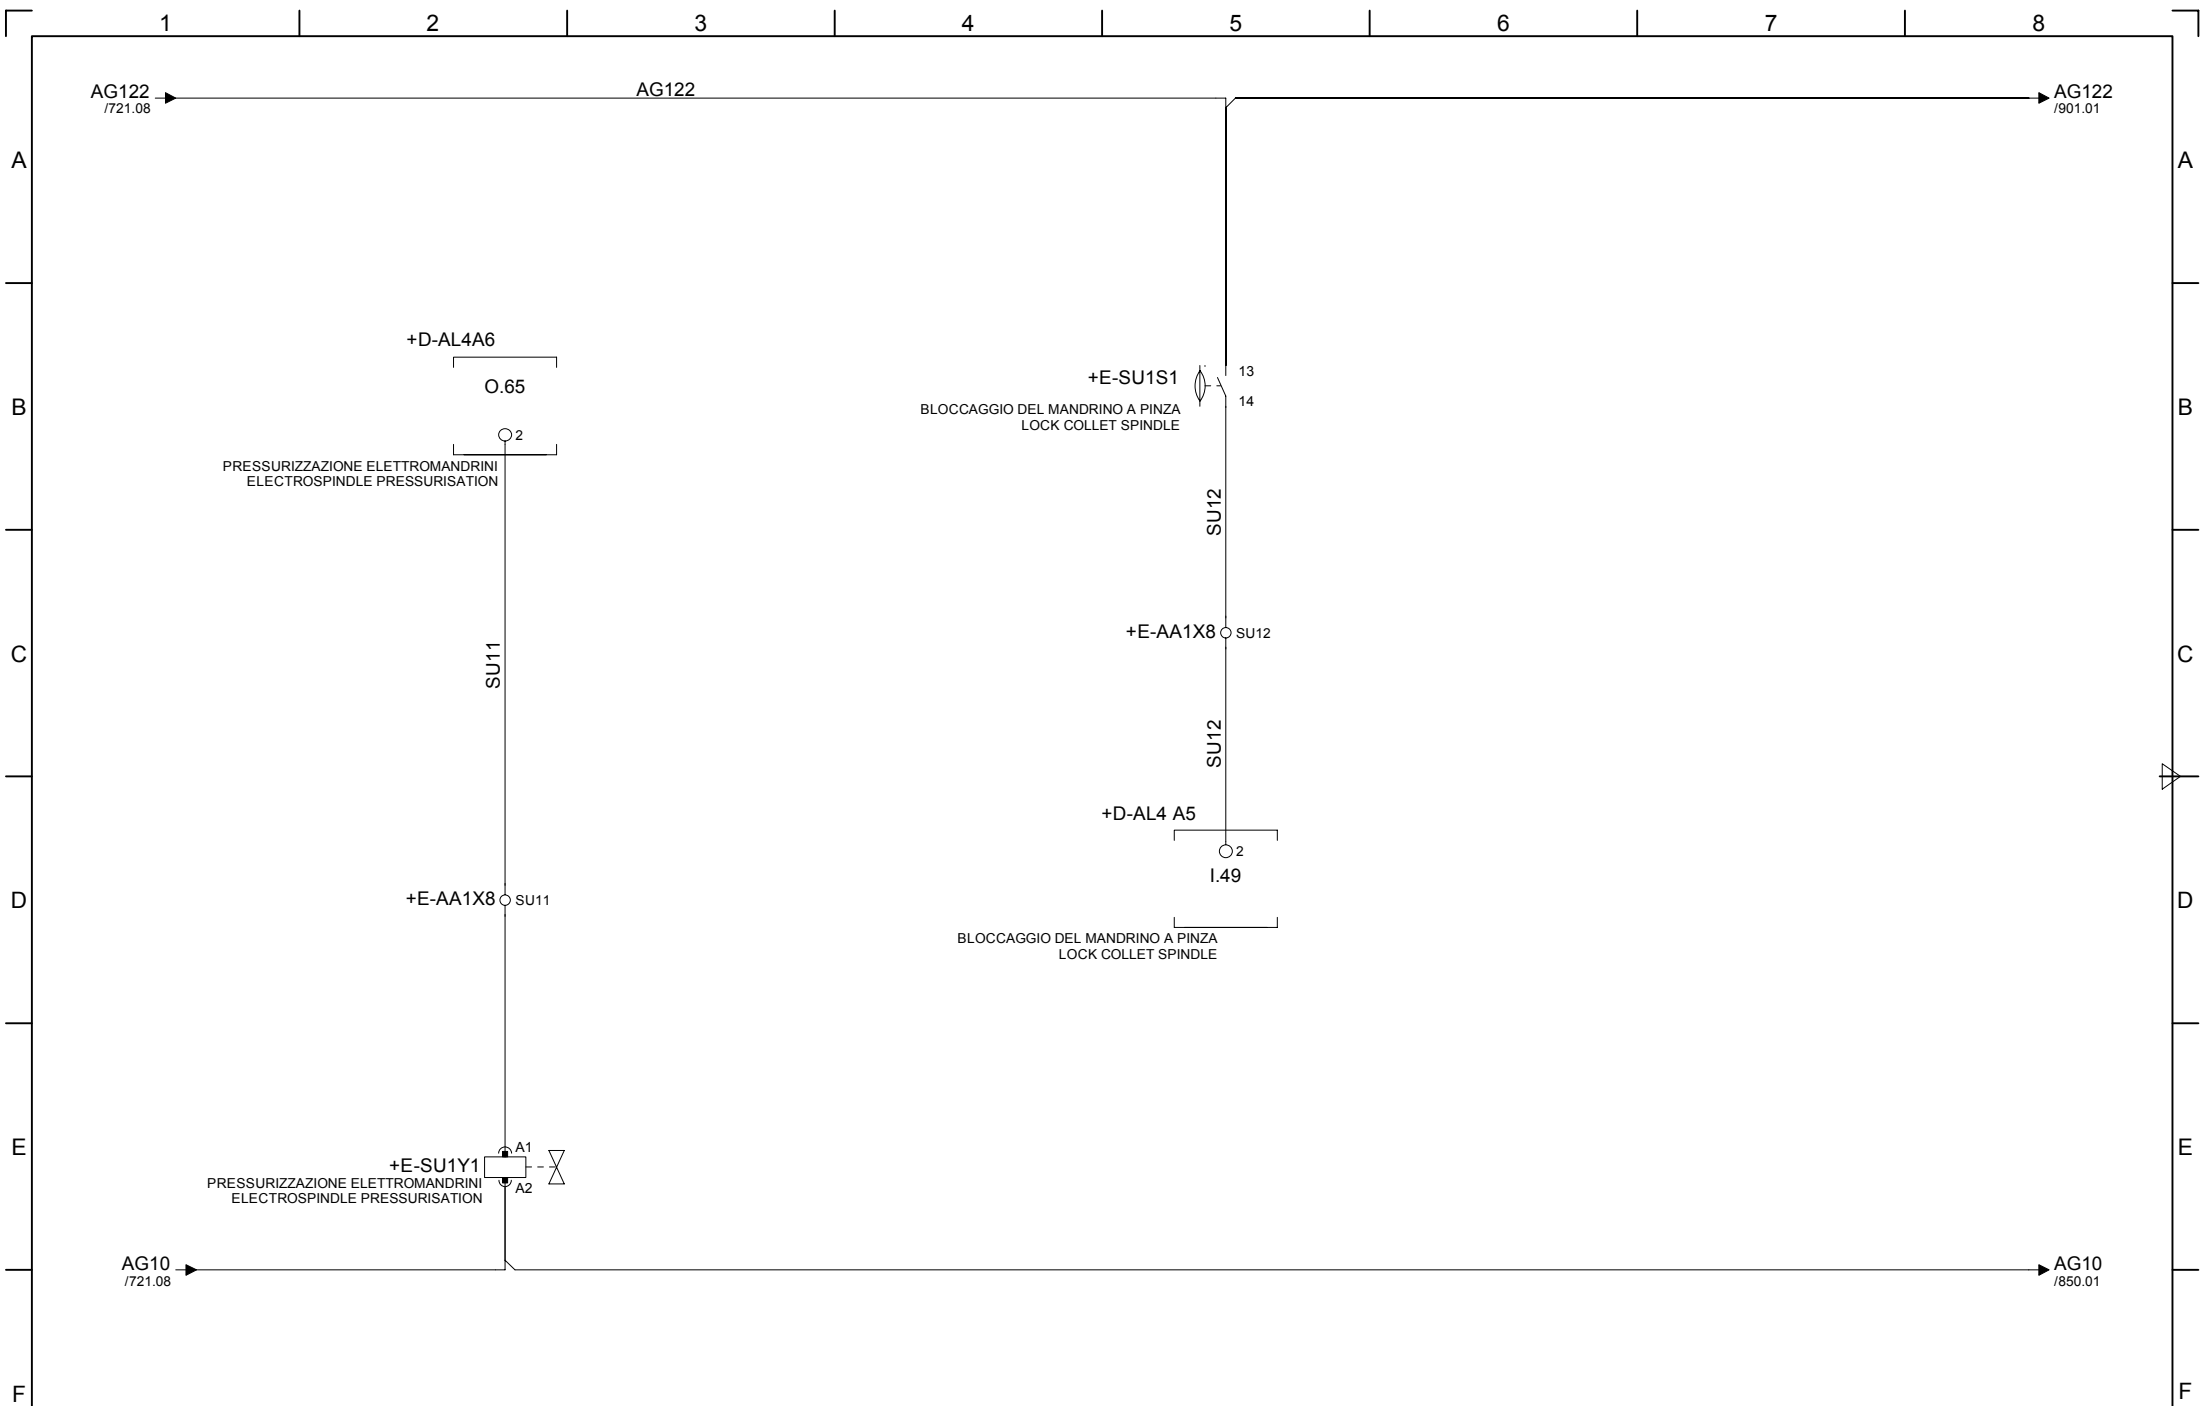 1 2 3 4 5 6 7 8
AG122
/721.08
AG122
AG122
/901.01
A A
+D-AL4A6
O.65
2
PRESSURIZZAZIONE ELETTROMANDRINI
ELECTROSPINDLE PRESSURISATION
+E-SU1S1
13
14
BLOCCAGGIO DEL MANDRINO A PINZA
LOCK COLLET SPINDLE
B B
SU12
SU11
+E-AA1X8 SU12
C C
SU12
+D-AL4 A5
2
I.49
BLOCCAGGIO DEL MANDRINO A PINZA
LOCK COLLET SPINDLE
+E-AA1X8 SU11
D D
A1
+E-SU1Y1
A2
PRESSURIZZAZIONE ELETTROMANDRINI
ELECTROSPINDLE PRESSURISATION
E E
AG10
/721.08
AG10
/850.01
F F